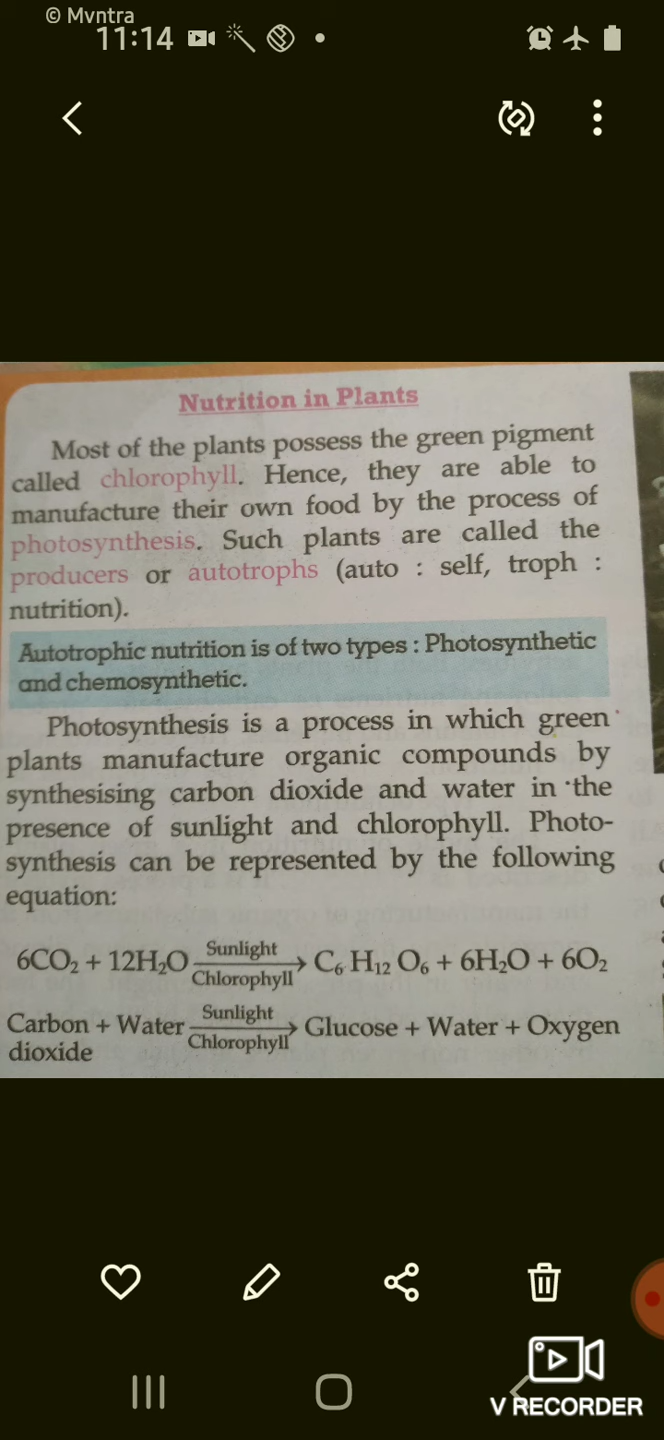 © Mvntra
11:14
Nutrition in Plants
Most of the plants possess the green pigment
called chlorophyll. Hence, they are able to
manufacture their own food by the process of
photosynthesis. Such plants are called the
producers or autotrophs (auto : self, troph :
nutrition).
Autotrophic nutrition is of two types : Photosynthetic
and chemosynthetic.
Photosynthesis is a process in which green
plants manufacture organic compounds by
synthesising carbon dioxide and water in the
presence of sunlight and chlorophyll. Photo-
synthesis can be represented by the following
equation:
6CO₂ + 12H₂O Sunlight Chlorophyll → C₆ H₁₂ O₆ + 6H₂O + 6O₂
Carbon + Water Sunlight Chlorophyll → Glucose + Water + Oxygen
dioxide
V RECORDER